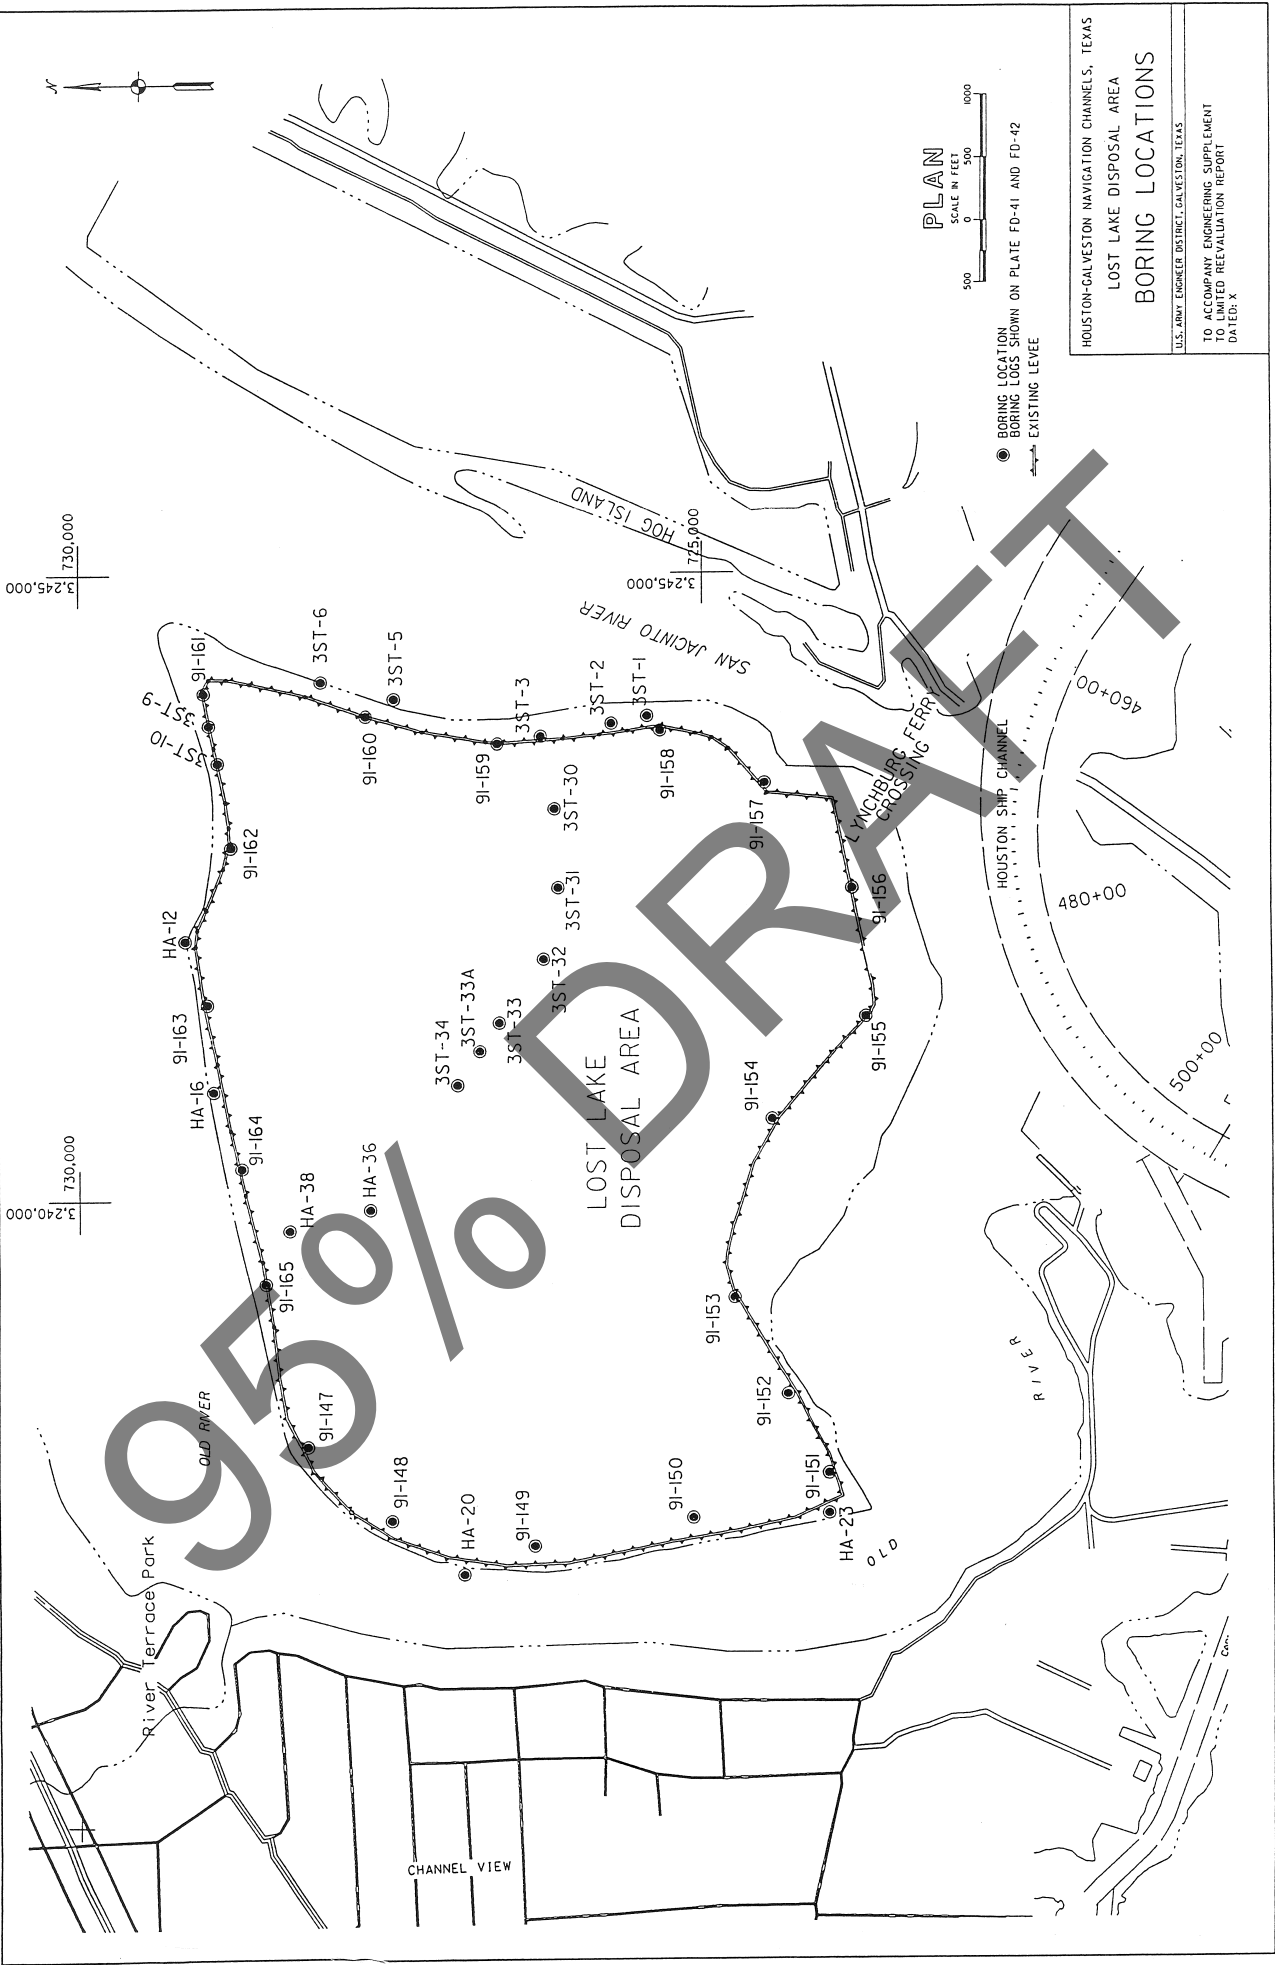 N
730,000
3,245,000
730,000
3,240,000
725,000
3,245,000
HOG ISLAND
SAN JACINTO RIVER
3ST-6
3ST-5
3ST-3
3ST-2
3ST-1
91-161
3ST-9
3ST-10
91-160
91-159
91-158
91-157
91-162
3ST-30
3ST-31
3ST-32
3ST-33
3ST-33A
3ST-34
HA-12
91-163
HA-16
91-164
HA-38
HA-36
91-165
91-156
91-155
91-154
91-153
91-152
91-151
HA-23
91-150
91-149
HA-20
91-148
91-147
LOST LAKE
DISPOSAL AREA
LYNCHBURG FERRY
CROSSING
HOUSTON SHIP CHANNEL
460+00
480+00
500+00
OLD RIVER
OLD
RIVER
River Terrace Park
CHANNEL VIEW
95% DRAFT
PLAN
SCALE IN FEET
500 0 500 1000
BORING LOCATION
BORING LOGS SHOWN ON PLATE FD-41 AND FD-42
EXISTING LEVEE
HOUSTON-GALVESTON NAVIGATION CHANNELS, TEXAS
LOST LAKE DISPOSAL AREA
BORING LOCATIONS
U.S. ARMY ENGINEER DISTRICT, GALVESTON, TEXAS
TO ACCOMPANY ENGINEERING SUPPLEMENT
TO LIMITED REEVALUATION REPORT
DATED: X